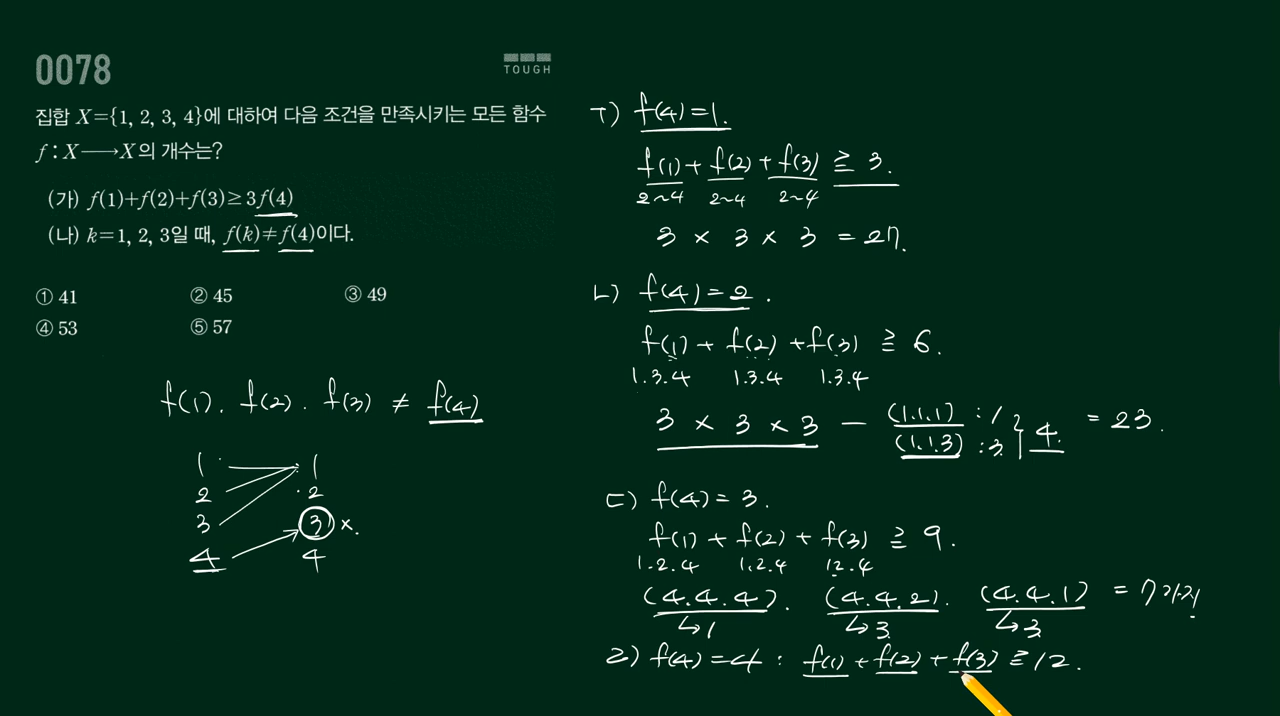 0078
TOUGH
집합 X={1, 2, 3, 4}에 대하여 다음 조건을 만족시키는 모든 함수
f : X⟶X의 개수는?
(가) f(1)+f(2)+f(3)≥3f(4)
(나) k=1, 2, 3일 때, f(k)≠f(4)이다.
① 41 ② 45 ③ 49
④ 53 ⑤ 57
f(1). f(2). f(3) ≠ f(4)
1 1
2 2
3 3 ×.
4 4
ㄱ) f(4)=1.
f(1)+f(2)+f(3) ≧ 3.
2~4 2~4 2~4
3 × 3 × 3 = 27.
ㄴ) f(4)=2.
f(1)+f(2)+f(3) ≧ 6.
1.3.4 1.3.4 1.3.4
3 × 3 × 3 − (1.1.1) : 1 4. = 23.
(1.1.3) : 3
ㄷ) f(4)=3.
f(1)+f(2)+f(3) ≧ 9.
1.2.4 1.2.4 1.2.4
(4.4.4). (4.4.2). (4.4.1) = 7가지.
↳1 ↳3. ↳3.
ㄹ) f(4)=4 : f(1)+f(2)+f(3) ≧ 12.